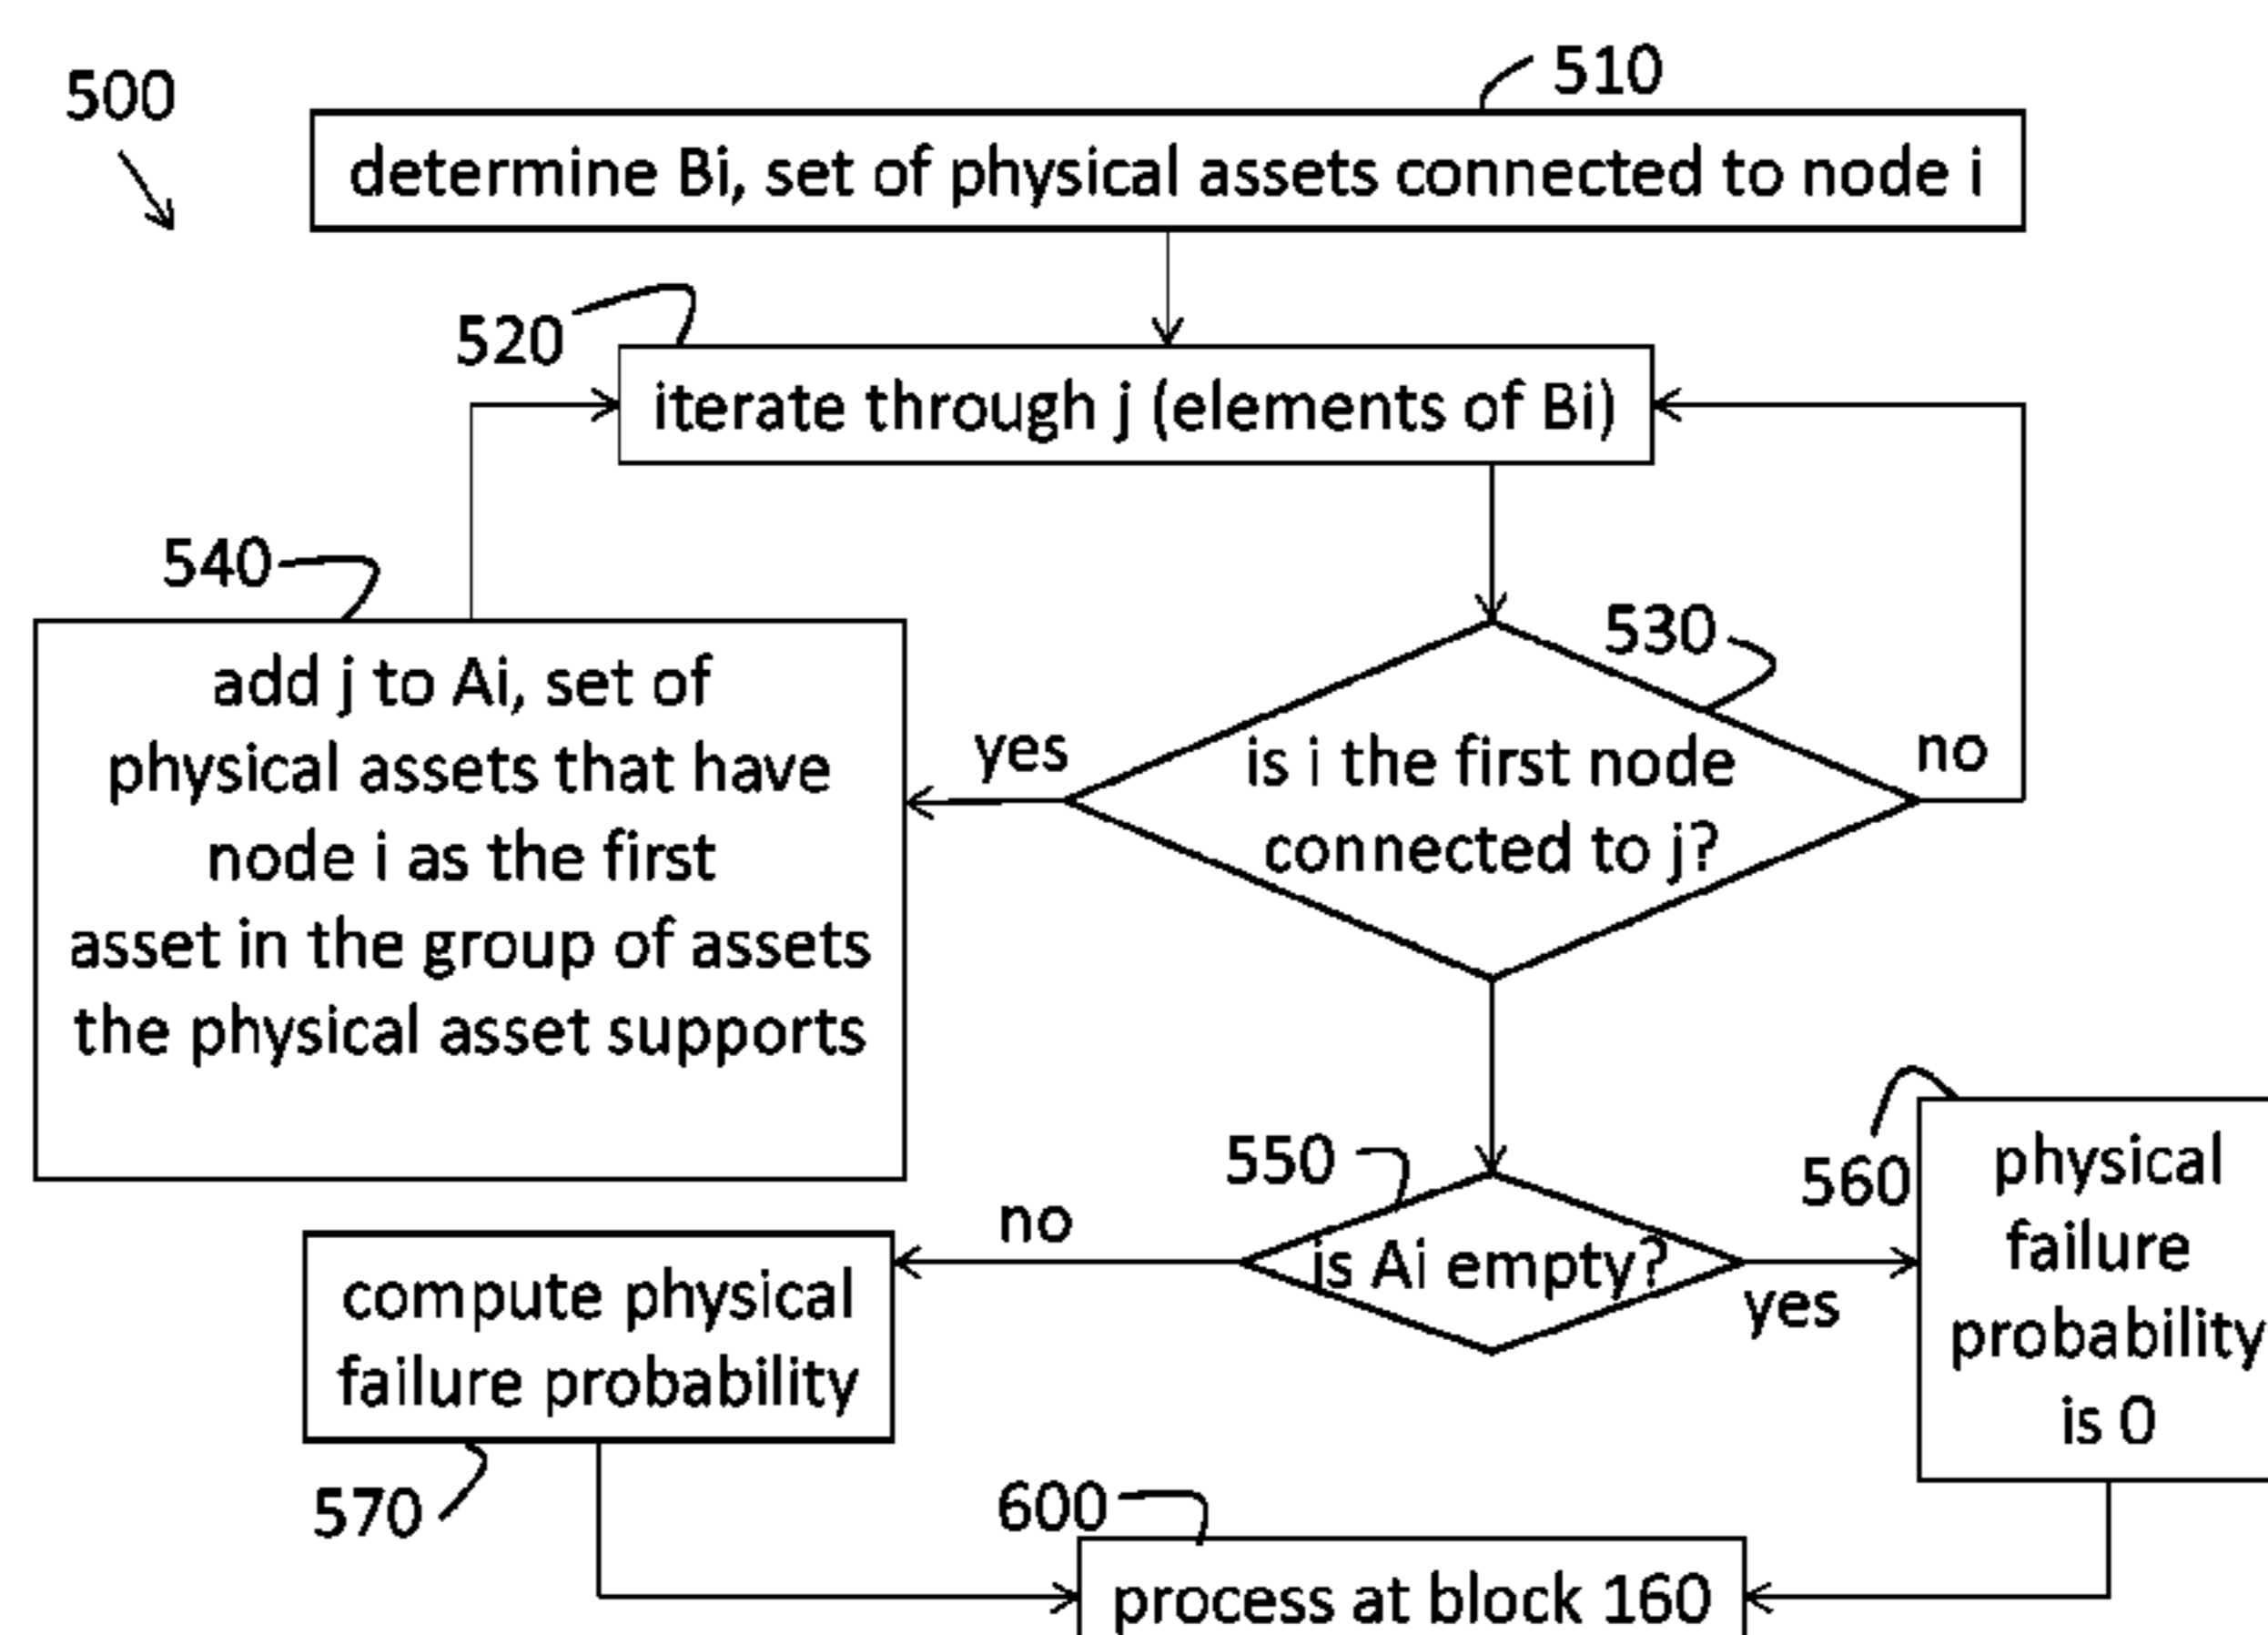 500
510
determine Bi, set of physical assets connected to node i
520
iterate through j (elements of Bi)
540
530
add j to Ai, set of
physical assets that have
node i as the first
asset in the group of assets
the physical asset supports
yes
is i the first node
connected to j?
no
550
560
no
is Ai empty?
yes
physical
failure
probability
is 0
compute physical
failure probability
570
600
process at block 160